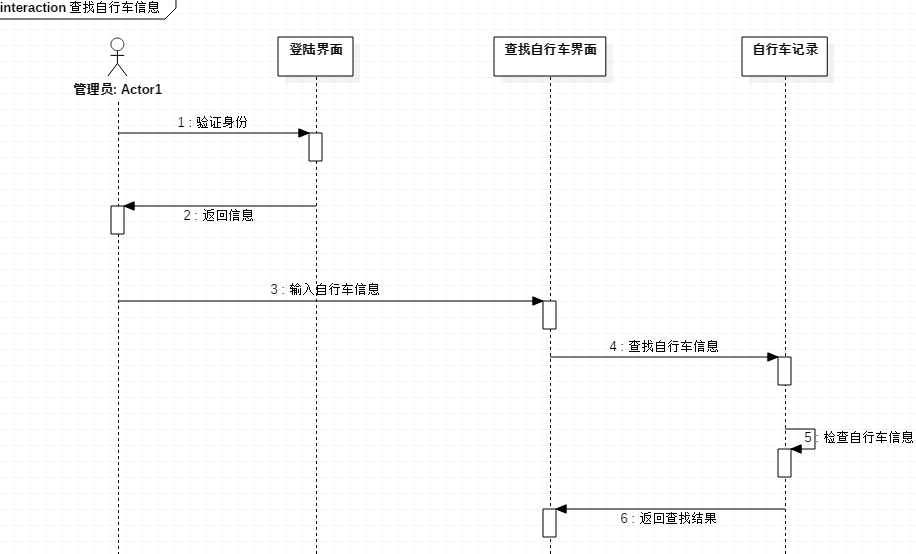 interaction 查找自行车信息
登陆界面
查找自行车界面
自行车记录
管理员: Actor1
1 : 验证身份
2 : 返回信息
3 : 输入自行车信息
4 : 查找自行车信息
5 : 检查自行车信息
6 : 返回查找结果